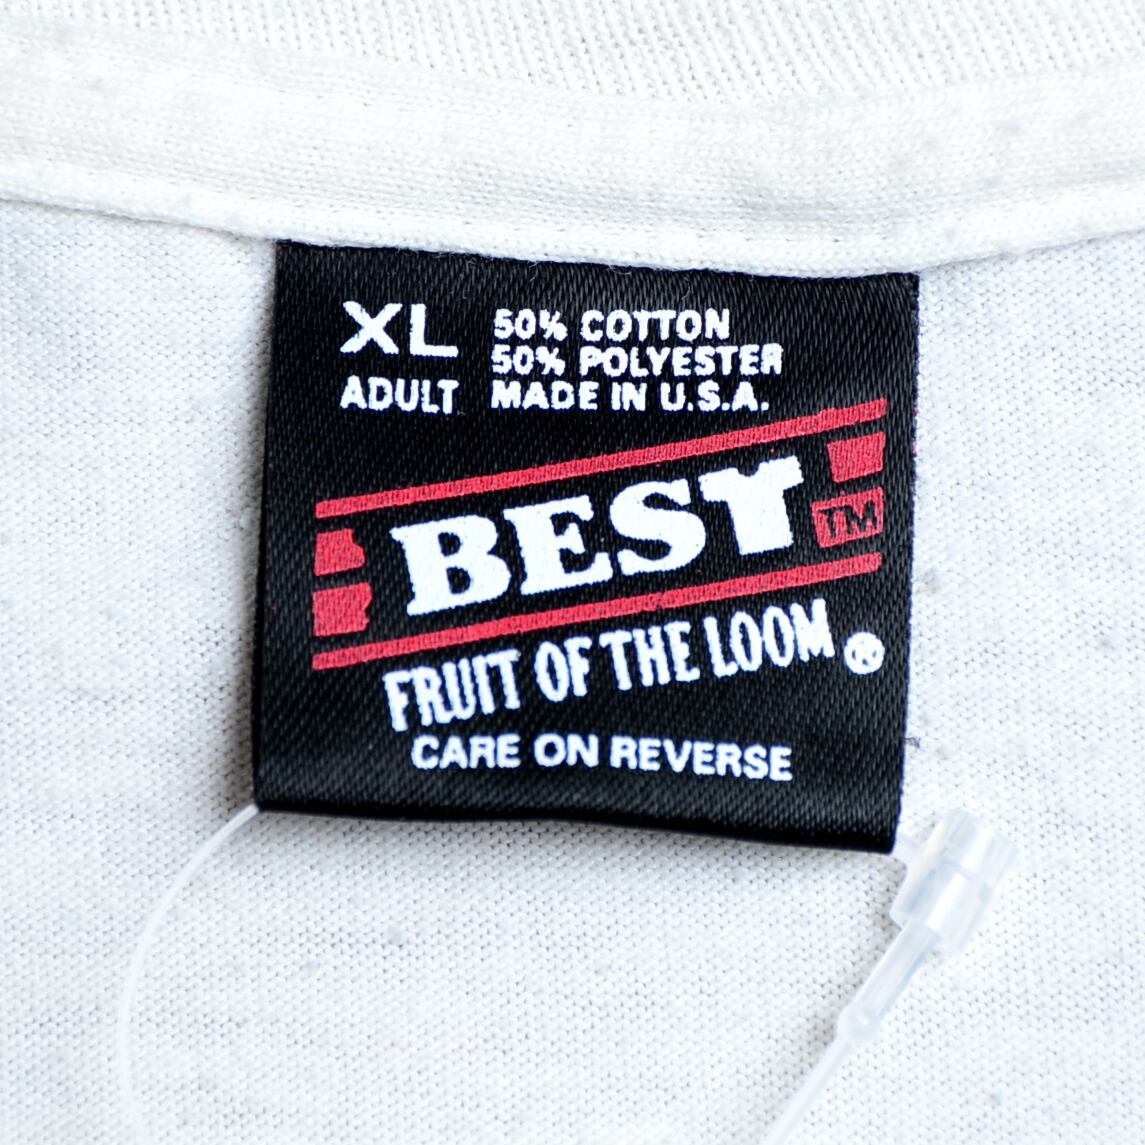 XL
ADULT
50% COTTON
50% POLYESTER
MADE IN U.S.A.
BEST TM
FRUIT OF THE LOOM ®
CARE ON REVERSE